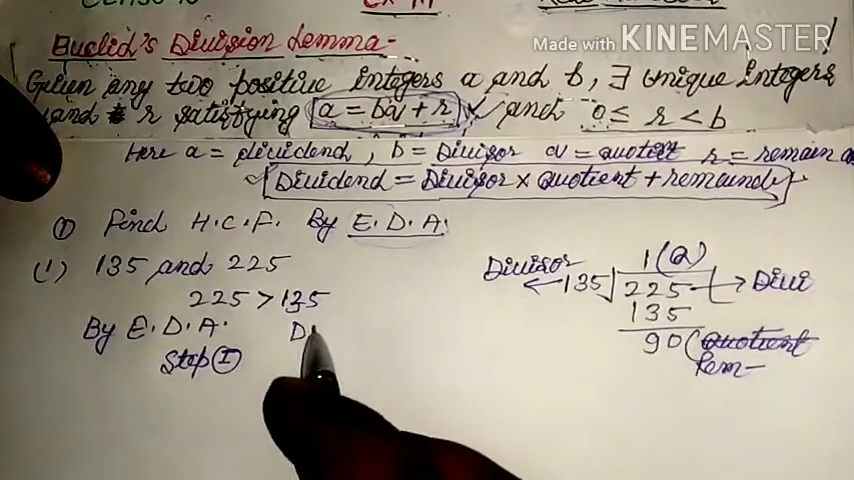 Made with KINEMASTER
Euclid's Division Lemma-
Given any two positive integers a and b, ∃ unique integers
and r satisfying a = bq + r and 0 ≤ r < b
Here a = dividend, b = Divisor q = quotient r = remain
Dividend = Divisor × quotient + remainder
① Find H.C.F. By E.D.A.
(1) 135 and 225
225 > 135
By E.D.A.
Step Ⓘ D
1 (Q)
Divisor ← 135 225 → Divi
135
90 ( quotient
Rem-